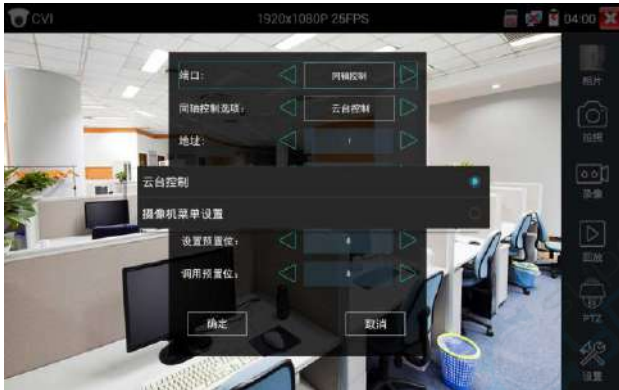 CVI 1920x1080P 25FPS 04:00
端口: 同轴控制
照片
同轴控制选项: 云台控制
拍照
地址: 1
云台控制
录像
摄像机菜单设置
设置预置位:
回放
调用预置位:
PTZ
确定 取消
设置